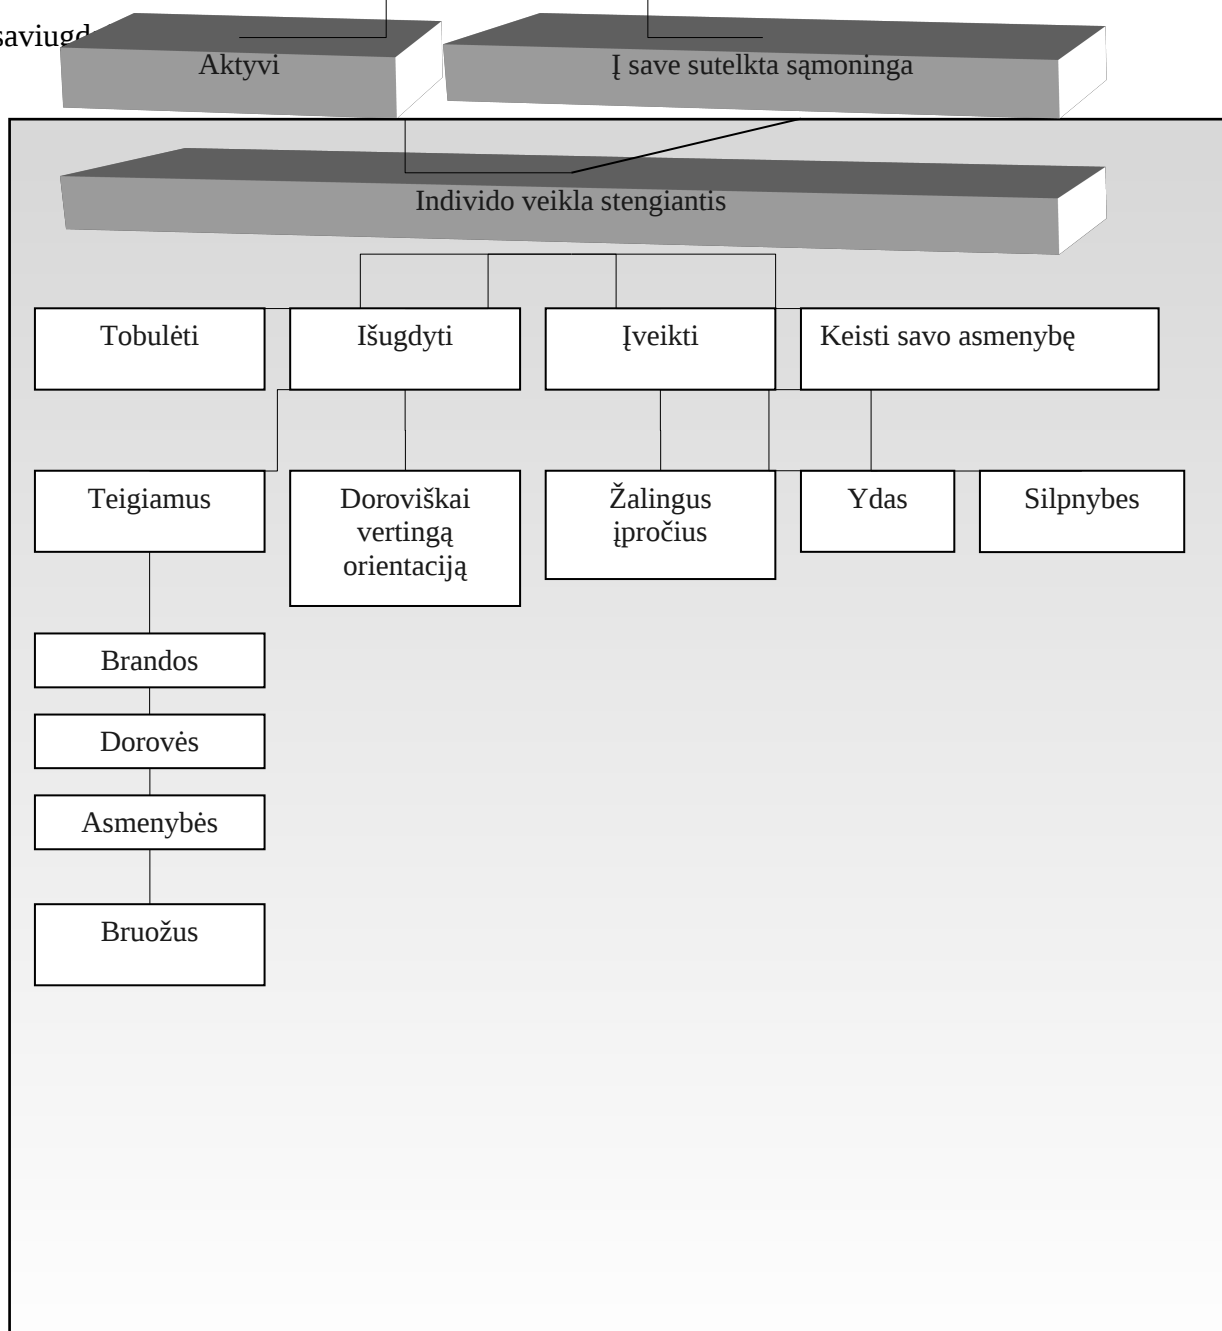 Aktyvi
Į save sutelkta sąmoninga
Individo veikla stengiantis
Tobulėti
Išugdyti
Įveikti
Keisti savo asmenybę
Teigiamus
Doroviškai
vertingą
orientaciją
Žalingus
įpročius
Ydas
Silpnybes
Brandos
Dorovės
Asmenybės
Bruožus